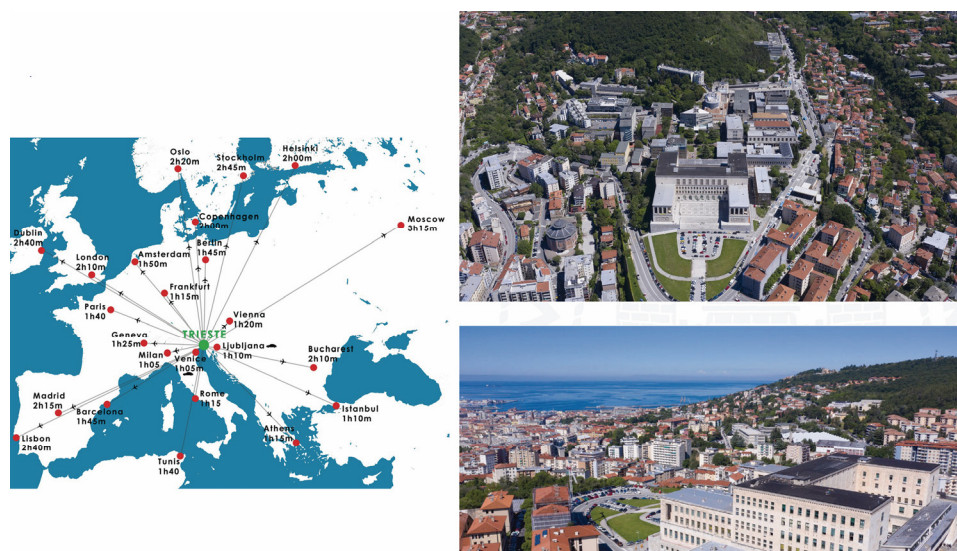 Oslo
2h20m
Stockholm
2h45m
Helsinki
2h00m
Copenhagen
2h00m
Moscow
3h15m
Dublin
2h40m
London
2h10m
Amsterdam
1h50m
Berlin
1h45m
Frankfurt
1h15m
Paris
1h40
Vienna
1h20m
TRIESTE
Geneva
1h25m
Milan
1h05
Venice
1h05m
Ljubljana
1h10m
Bucharest
2h10m
Madrid
2h15m
Barcelona
1h45m
Rome
1h15
Istanbul
1h10m
Athens
1h15m
Lisbon
2h40m
Tunis
1h40